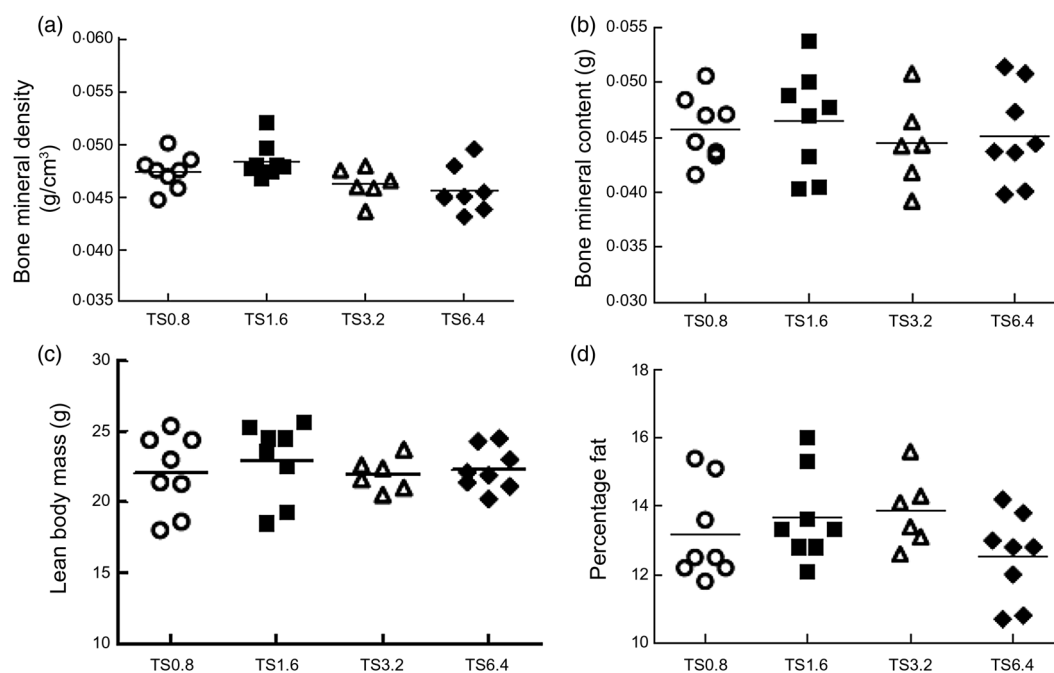 (a)
Bone mineral density
(g/cm³)
0·060
0·055
0·050
0·045
0·040
0·035
TS0.8 TS1.6 TS3.2 TS6.4
(b)
Bone mineral content (g)
0·055
0·050
0·045
0·040
0·035
0·030
TS0.8 TS1.6 TS3.2 TS6.4
(c)
Lean body mass (g)
30
25
20
15
10
TS0.8 TS1.6 TS3.2 TS6.4
(d)
Percentage fat
18
16
14
12
10
TS0.8 TS1.6 TS3.2 TS6.4